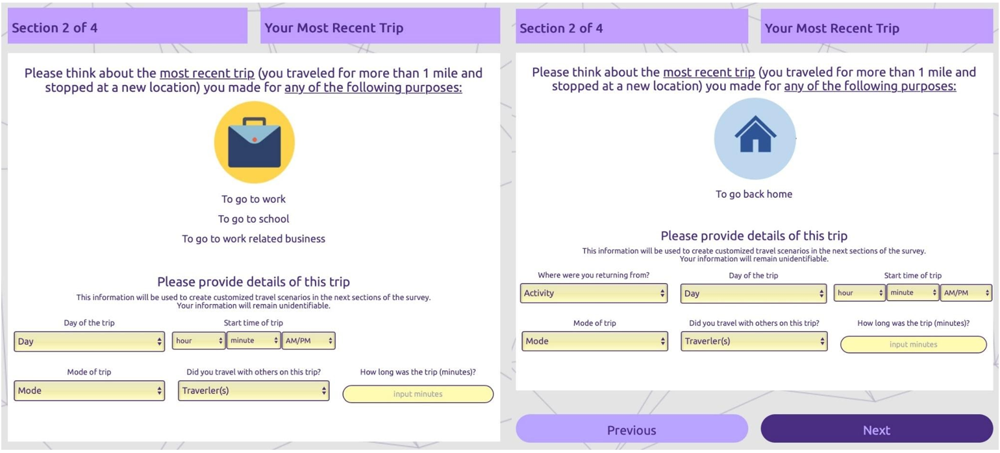 Section 2 of 4
Your Most Recent Trip
Please think about the most recent trip (you traveled for more than 1 mile and
stopped at a new location) you made for any of the following purposes:
To go to work
To go to school
To go to work related business
Please provide details of this trip
This information will be used to create customized travel scenarios in the next sections of the survey.
Your information will remain unidentifiable.
Day of the trip
Start time of trip
Day
hour
minute
AM/PM
Mode of trip
Did you travel with others on this trip?
How long was the trip (minutes)?
Mode
Traverler(s)
input minutes
Section 2 of 4
Your Most Recent Trip
Please think about the most recent trip (you traveled for more than 1 mile and
stopped at a new location) you made for any of the following purposes:
To go back home
Please provide details of this trip
This information will be used to create customized travel scenarios in the next sections of the survey.
Your information will remain unidentifiable.
Where were you returning from?
Day of the trip
Start time of trip
Activity
Day
hour
minute
AM/PM
Mode of trip
Did you travel with others on this trip?
How long was the trip (minutes)?
Mode
Traverler(s)
input minutes
Previous
Next